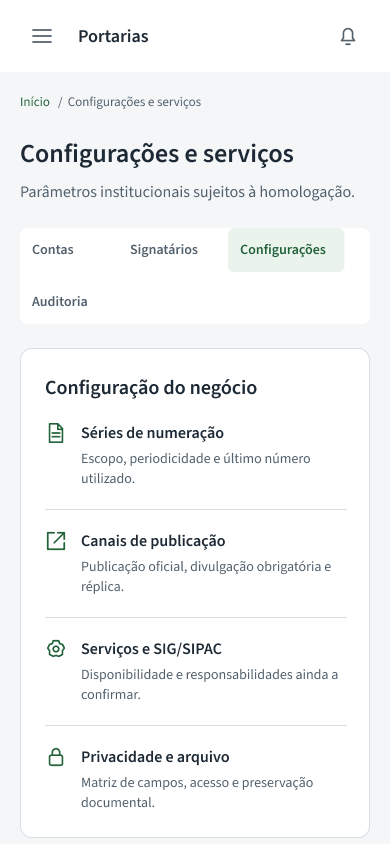 Portarias
Início / Configurações e serviços
Configurações e serviços
Parâmetros institucionais sujeitos à homologação.
Contas Signatários Configurações
Auditoria
Configuração do negócio
Séries de numeração
Escopo, periodicidade e último número
utilizado.
Canais de publicação
Publicação oficial, divulgação obrigatória e
réplica.
Serviços e SIG/SIPAC
Disponibilidade e responsabilidades ainda a
confirmar.
Privacidade e arquivo
Matriz de campos, acesso e preservação
documental.